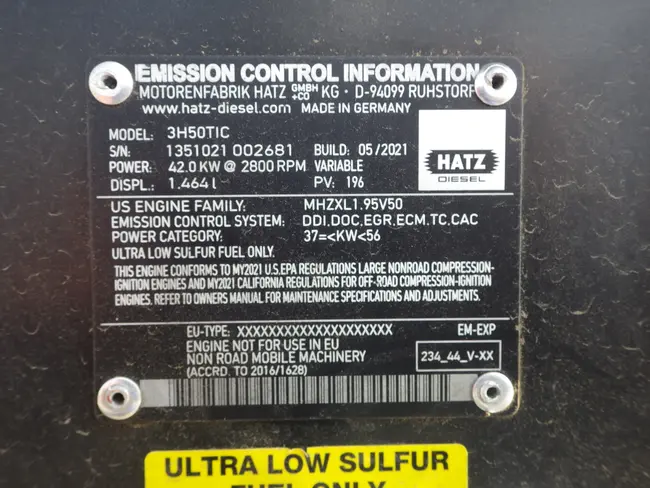 EMISSION CONTROL INFORMATION
MOTORENFABRIK HATZ GMBH +CO KG · D-94099 RUHSTORF
www.hatz-diesel.com MADE IN GERMANY
MODEL: 3H50TIC
S/N: 1351021 002681 BUILD: 05/2021
POWER: 42.0 KW @ 2800 RPM VARIABLE
DISPL.: 1.464 l PV: 196
HATZ
DIESEL
US ENGINE FAMILY: MHZXL1.95V50
EMISSION CONTROL SYSTEM: DDI.DOC.EGR.ECM.TC.CAC
POWER CATEGORY: 37=<KW<56
ULTRA LOW SULFUR FUEL ONLY.
THIS ENGINE CONFORMS TO MY2021 U.S.EPA REGULATIONS LARGE NONROAD COMPRESSION-
IGNITION ENGINES AND MY2021 CALIFORNIA REGULATIONS FOR OFF-ROAD COMPRESSION-IGNITION
ENGINES. REFER TO OWNERS MANUAL FOR MAINTENANCE SPECIFICATIONS AND ADJUSTMENTS.
EU-TYPE: XXXXXXXXXXXXXXXXXXXX EM-EXP
ENGINE NOT FOR USE IN EU
NON ROAD MOBILE MACHINERY
(ACCRD. TO 2016/1628)
234_44_V-XX
ULTRA LOW SULFUR
FUEL ONLY